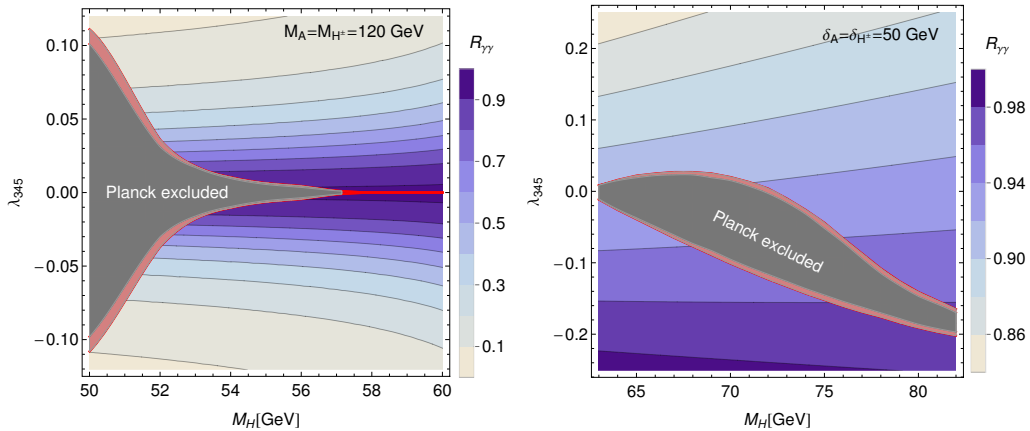 M_A=M_H±=120 GeV
R_γγ
0.10
0.05
0.00
−0.05
−0.10
λ_345
Planck excluded
0.9
0.7
0.5
0.3
0.1
50 52 54 56 58 60
M_H[GeV]
δ_A=δ_H±=50 GeV
R_γγ
0.2
0.1
0.0
−0.1
−0.2
λ_345
Planck excluded
0.98
0.94
0.90
0.86
65 70 75 80
M_H[GeV]